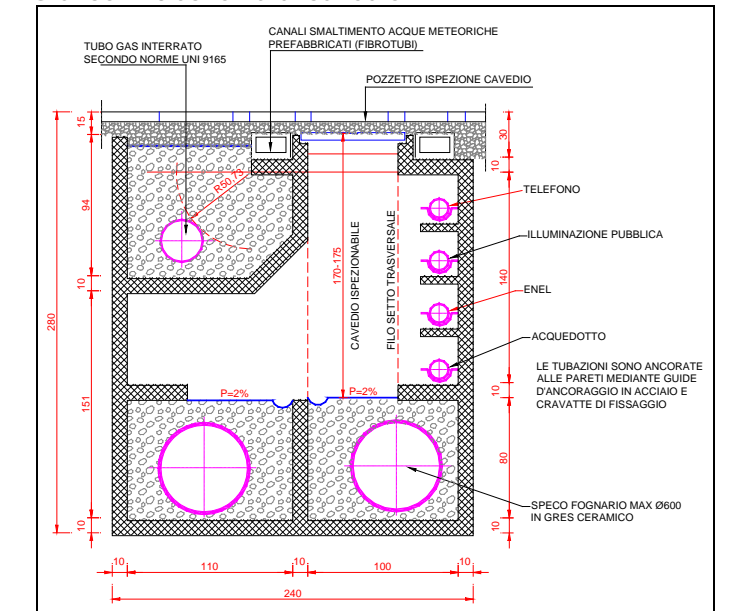 CANALI SMALTIMENTO ACQUE METEORICHE
PREFABBRICATI (FIBROTUBI)
TUBO GAS INTERRATO
SECONDO NORME UNI 9165
POZZETTO ISPEZIONE CAVEDIO
15
30
10
R50,73
94
TELEFONO
170-175
CAVEDIO ISPEZIONABILE
FILO SETTO TRASVERSALE
ILLUMINAZIONE PUBBLICA
140
10
ENEL
280
ACQUEDOTTO
LE TUBAZIONI SONO ANCORATE
ALLE PARETI MEDIANTE GUIDE
D'ANCORAGGIO IN ACCIAIO E
CRAVATTE DI FISSAGGIO
P=2%
P=2%
10
151
80
SPECO FOGNARIO MAX Ø600
IN GRES CERAMICO
10
10
10
110
10
100
10
240